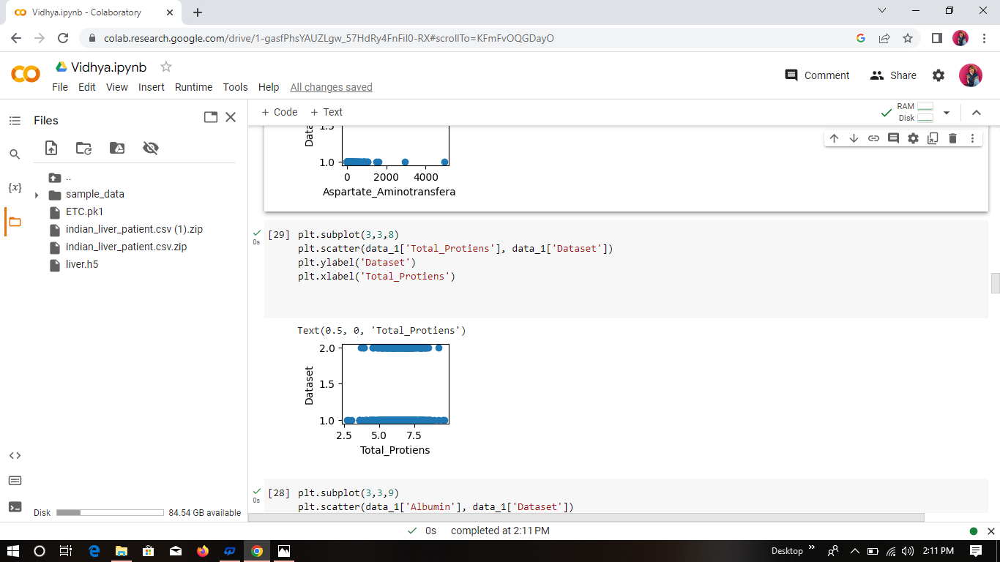 Vidhya.ipynb - Colaboratory
colab.research.google.com/drive/1-gasfPhsYAUZLgw_57HdRy4FnFiI0-RX#scrollTo=KFmFvOQGDayO
Vidhya.ipynb
Comment
Share
File Edit View Insert Runtime Tools Help All changes saved
Files
+ Code + Text
RAM
Disk
..
sample_data
ETC.pk1
indian_liver_patient.csv (1).zip
indian_liver_patient.csv.zip
liver.h5
{x}
<>
Disk
84.54 GB available
1.5
Data
1.0
0 2000 4000
Aspartate_Aminotransfera
0s
[29] plt.subplot(3,3,8)
plt.scatter(data_1['Total_Protiens'], data_1['Dataset'])
plt.ylabel('Dataset')
plt.xlabel('Total_Protiens')
Text(0.5, 0, 'Total_Protiens')
2.0
1.5
1.0
Dataset
2.5 5.0 7.5
Total_Protiens
0s
[28] plt.subplot(3,3,9)
plt.scatter(data_1['Albumin'], data_1['Dataset'])
0s completed at 2:11 PM
Desktop
2:11 PM